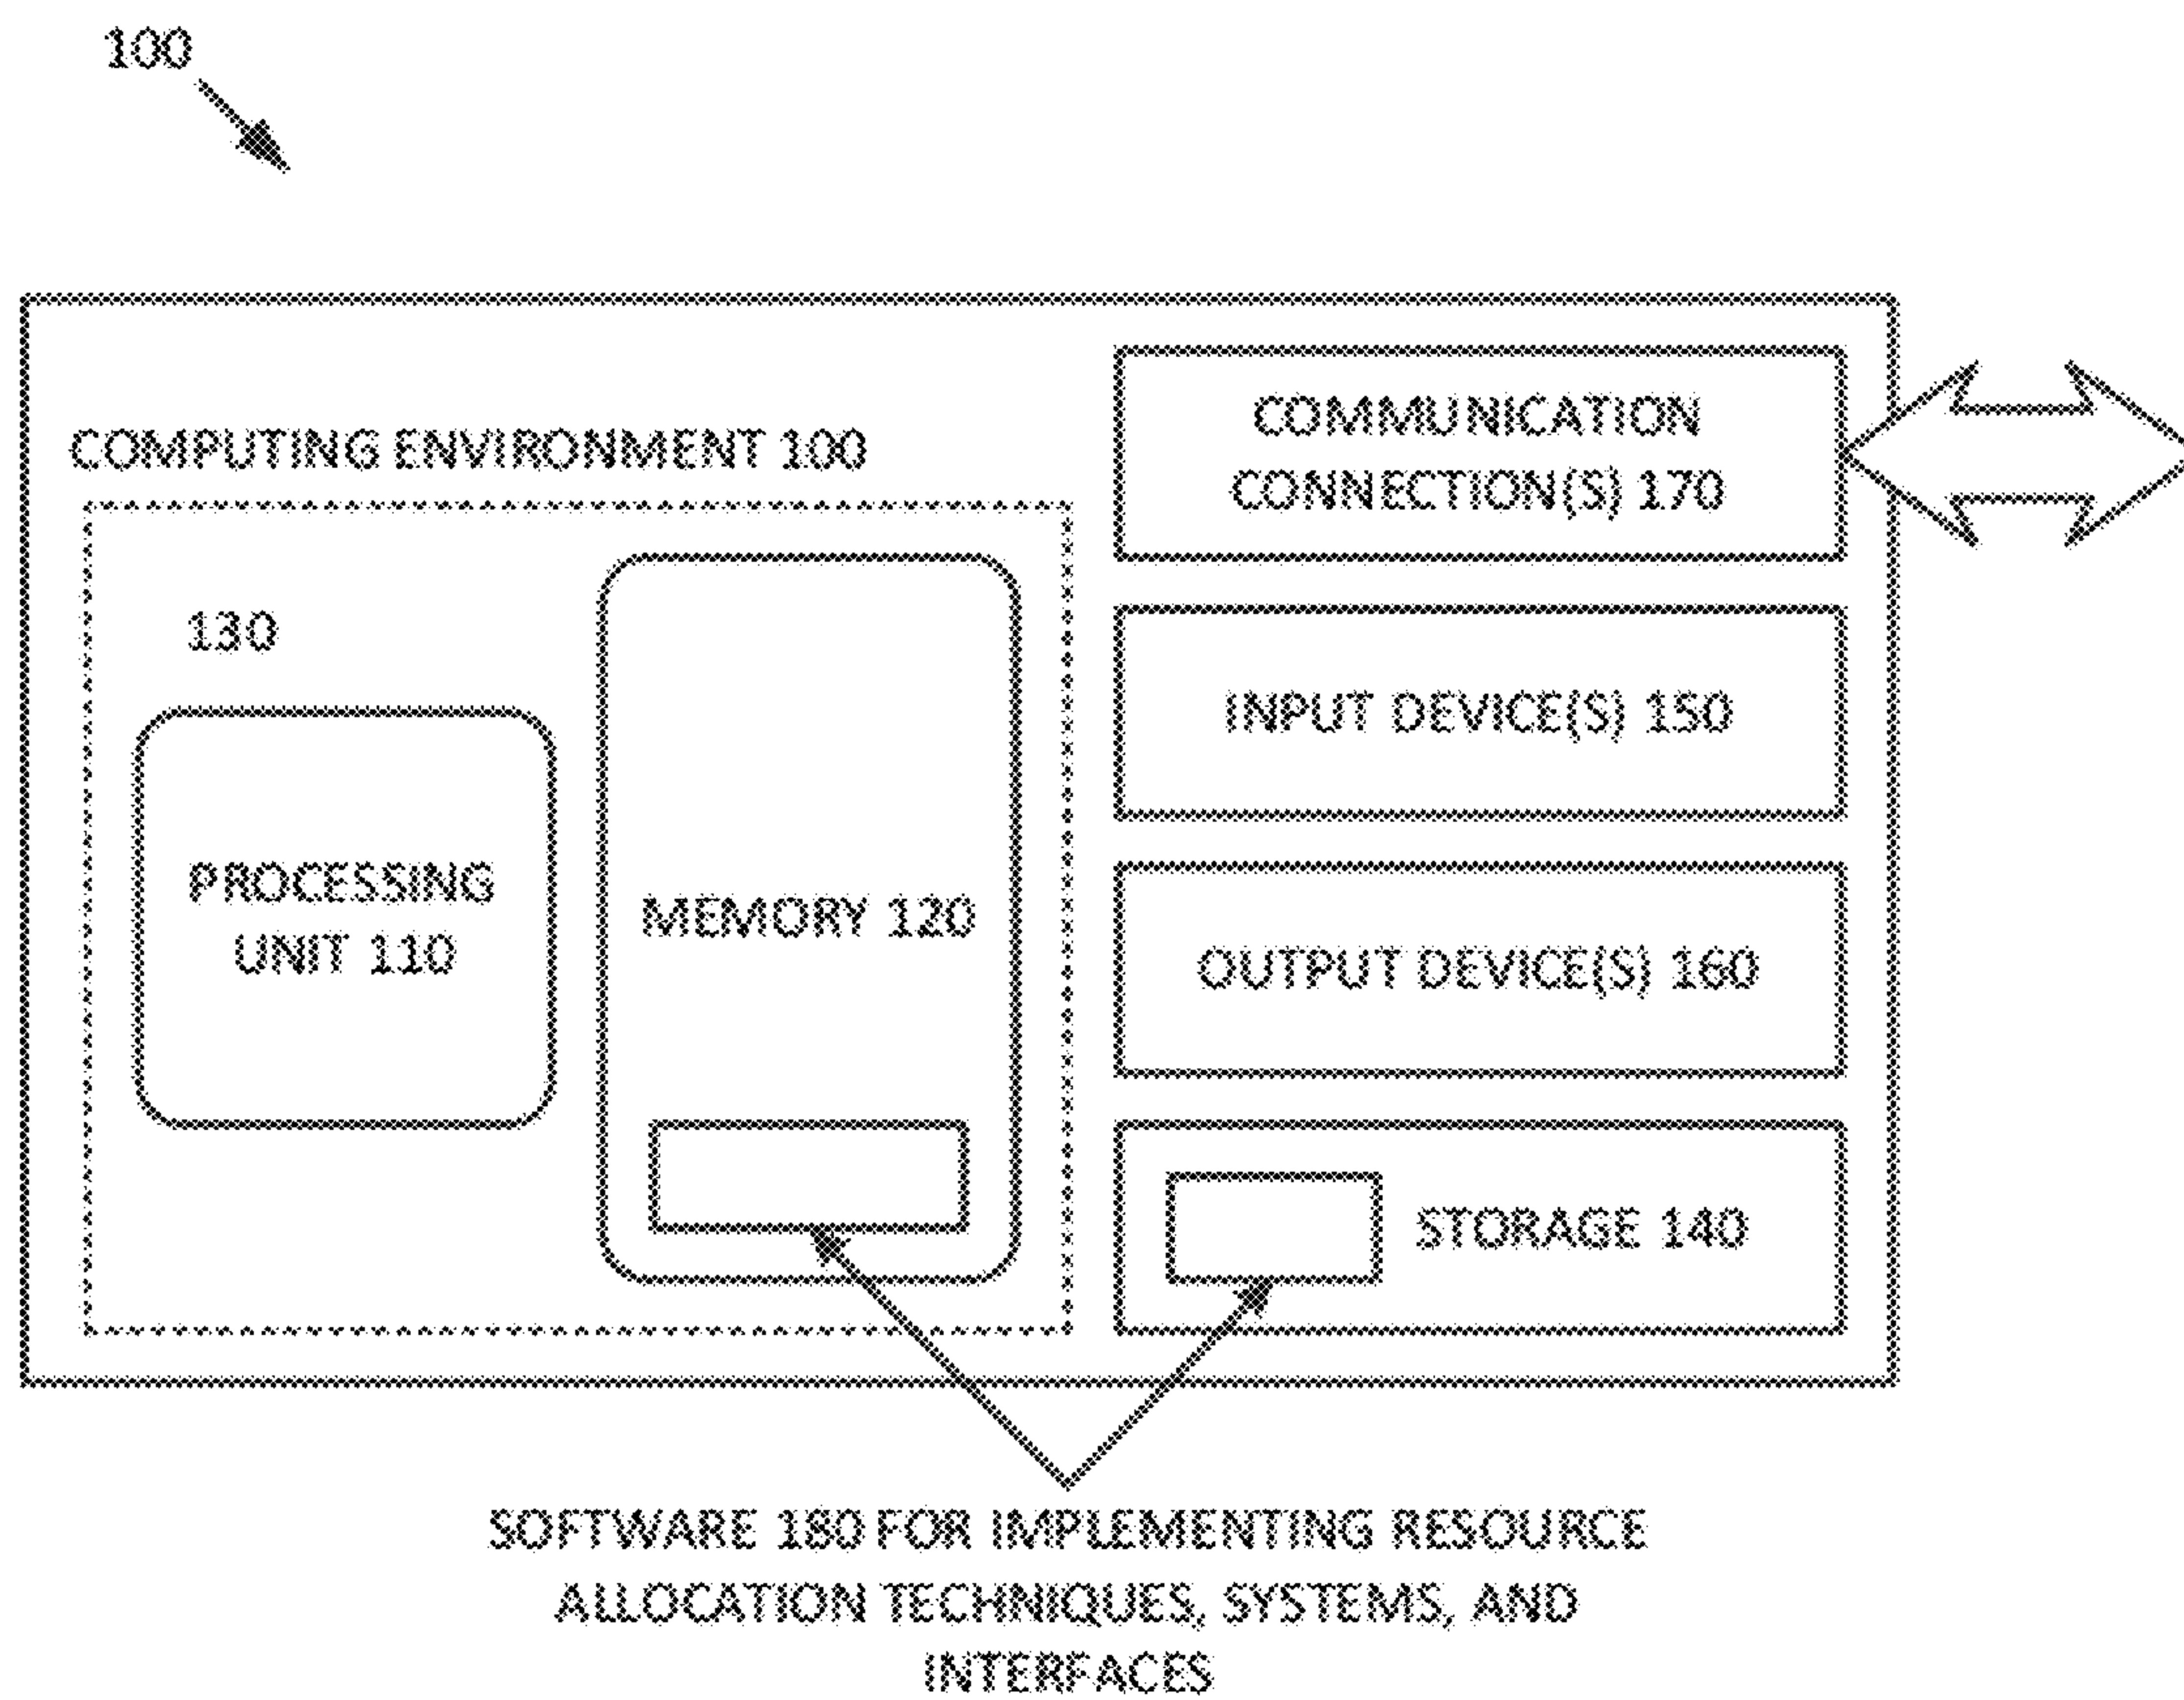 100
COMPUTING ENVIRONMENT 100
130
PROCESSING
UNIT 110
MEMORY 120
COMMUNICATION
CONNECTION(S) 170
INPUT DEVICE(S) 150
OUTPUT DEVICE(S) 160
STORAGE 140
SOFTWARE 180 FOR IMPLEMENTING RESOURCE
ALLOCATION TECHNIQUES, SYSTEMS, AND
INTERFACES